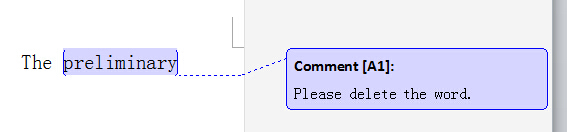 The preliminary
Comment [A1]:
Please delete the word.